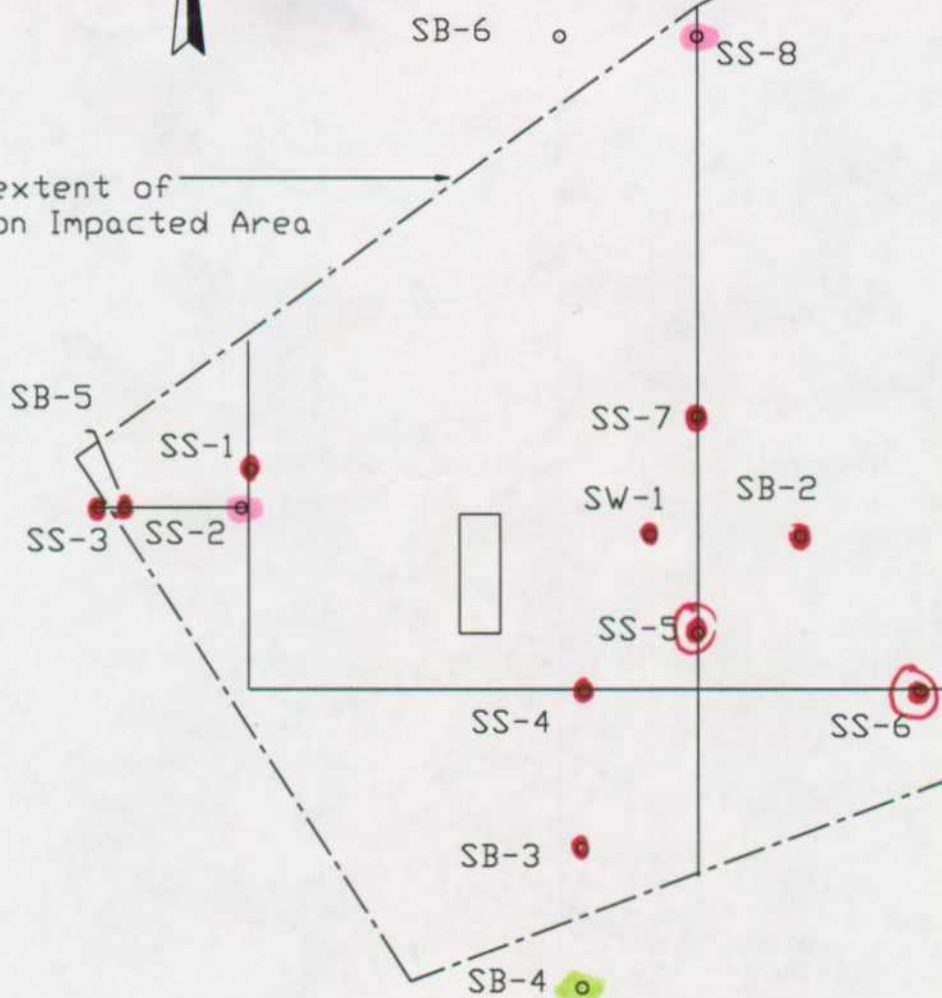 SB-6
SS-8
extent of
on Impacted Area
SB-5
SS-1
SS-7
SW-1
SB-2
SS-3
SS-2
SS-5
SS-4
SS-6
SB-3
SB-4